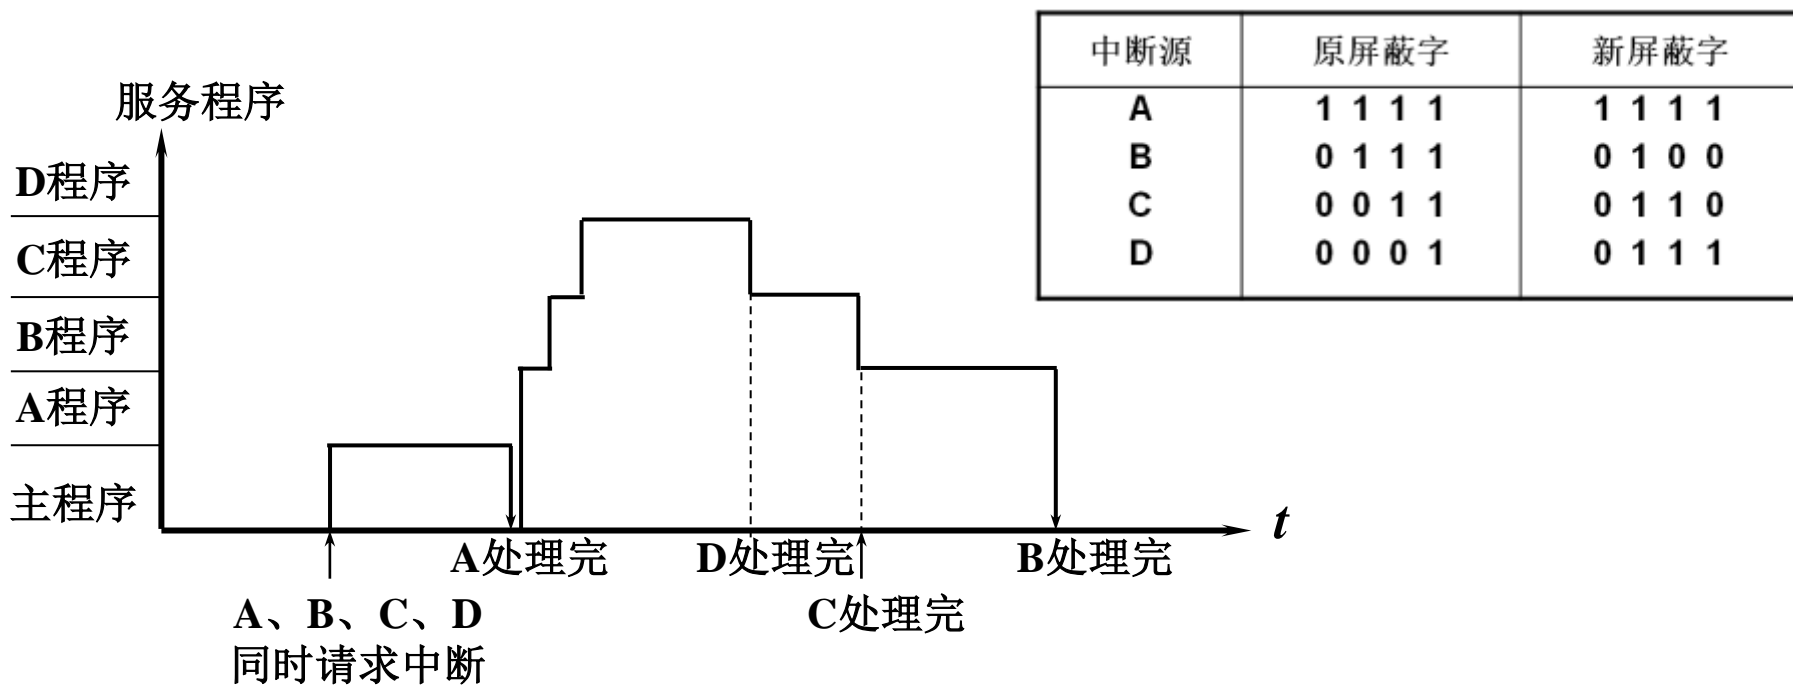 服务程序
D程序
C程序
B程序
A程序
主程序
t
A处理完
D处理完
B处理完
A、B、C、D
同时请求中断
C处理完
中断源 原屏蔽字 新屏蔽字
A 1 1 1 1 1 1 1 1
B 0 1 1 1 0 1 0 0
C 0 0 1 1 0 1 1 0
D 0 0 0 1 0 1 1 1